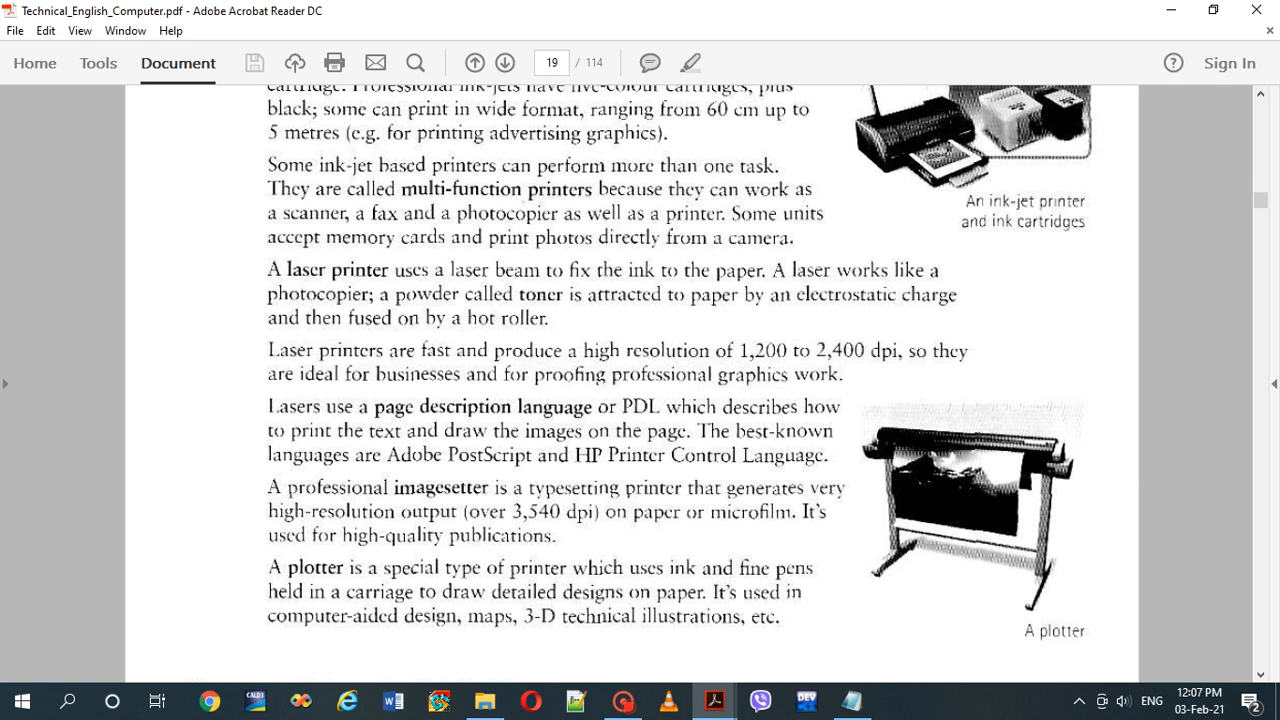 Technical_English_Computer.pdf - Adobe Acrobat Reader DC
File Edit View Window Help
Home Tools Document 19 / 114 Sign In
cartridge. Professional ink-jets have five-colour cartridges, plus
black; some can print in wide format, ranging from 60 cm up to
5 metres (e.g. for printing advertising graphics).
Some ink-jet based printers can perform more than one task.
They are called multi-function printers because they can work as
a scanner, a fax and a photocopier as well as a printer. Some units
accept memory cards and print photos directly from a camera.
An ink-jet printer
and ink cartridges
A laser printer uses a laser beam to fix the ink to the paper. A laser works like a
photocopier; a powder called toner is attracted to paper by an electrostatic charge
and then fused on by a hot roller.
Laser printers are fast and produce a high resolution of 1,200 to 2,400 dpi, so they
are ideal for businesses and for proofing professional graphics work.
Lasers use a page description language or PDL which describes how
to print the text and draw the images on the page. The best-known
languages are Adobe PostScript and HP Printer Control Language.
A professional imagesetter is a typesetting printer that generates very
high-resolution output (over 3,540 dpi) on paper or microfilm. It's
used for high-quality publications.
A plotter is a special type of printer which uses ink and fine pens
held in a carriage to draw detailed designs on paper. It's used in
computer-aided design, maps, 3-D technical illustrations, etc.
A plotter
CALD3
DEV
ENG
12:07 PM
03-Feb-21
2